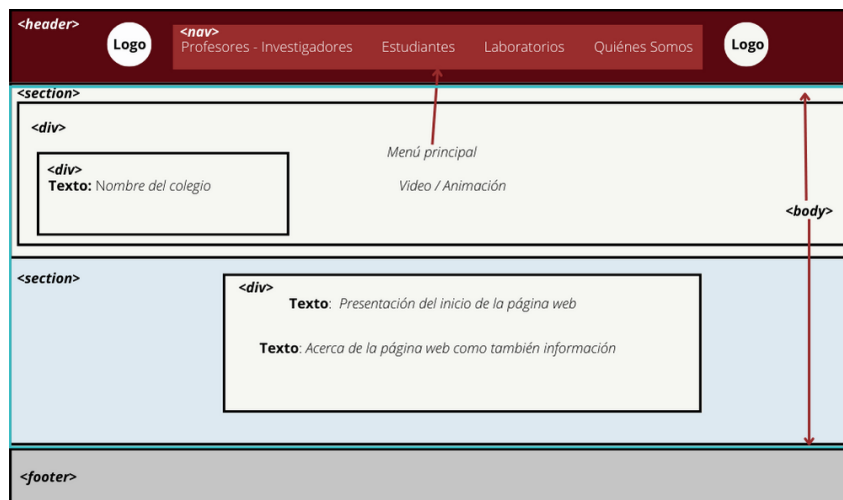 <header>
Logo
<nav>
Profesores - Investigadores Estudiantes Laboratorios Quiénes Somos
Logo
<section>
<div>
<div>
Texto: Nombre del colegio
Menú principal
Video / Animación
<body>
<section>
<div>
Texto: Presentación del inicio de la página web
Texto: Acerca de la página web como también información
<footer>